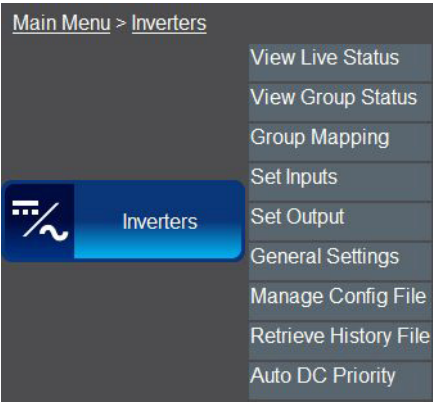 Main Menu > Inverters
View Live Status
View Group Status
Group Mapping
Set Inputs
Inverters
Set Output
General Settings
Manage Config File
Retrieve History File
Auto DC Priority